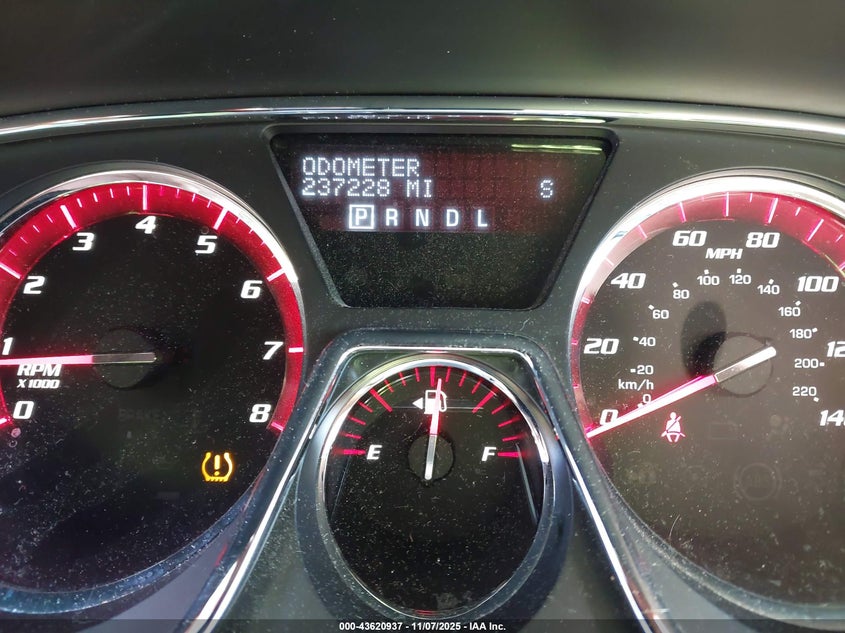 ODOMETER
237228 MI S
P R N D L
0 1 2 3 4 5 6 7 8
RPM
X1000
BRAKE
E F
0 20 40 60 80 100
MPH
0 20 60 80 100 120 140 160 180 200 220
km/h
000-43620937 - 11/07/2025 - IAA Inc.